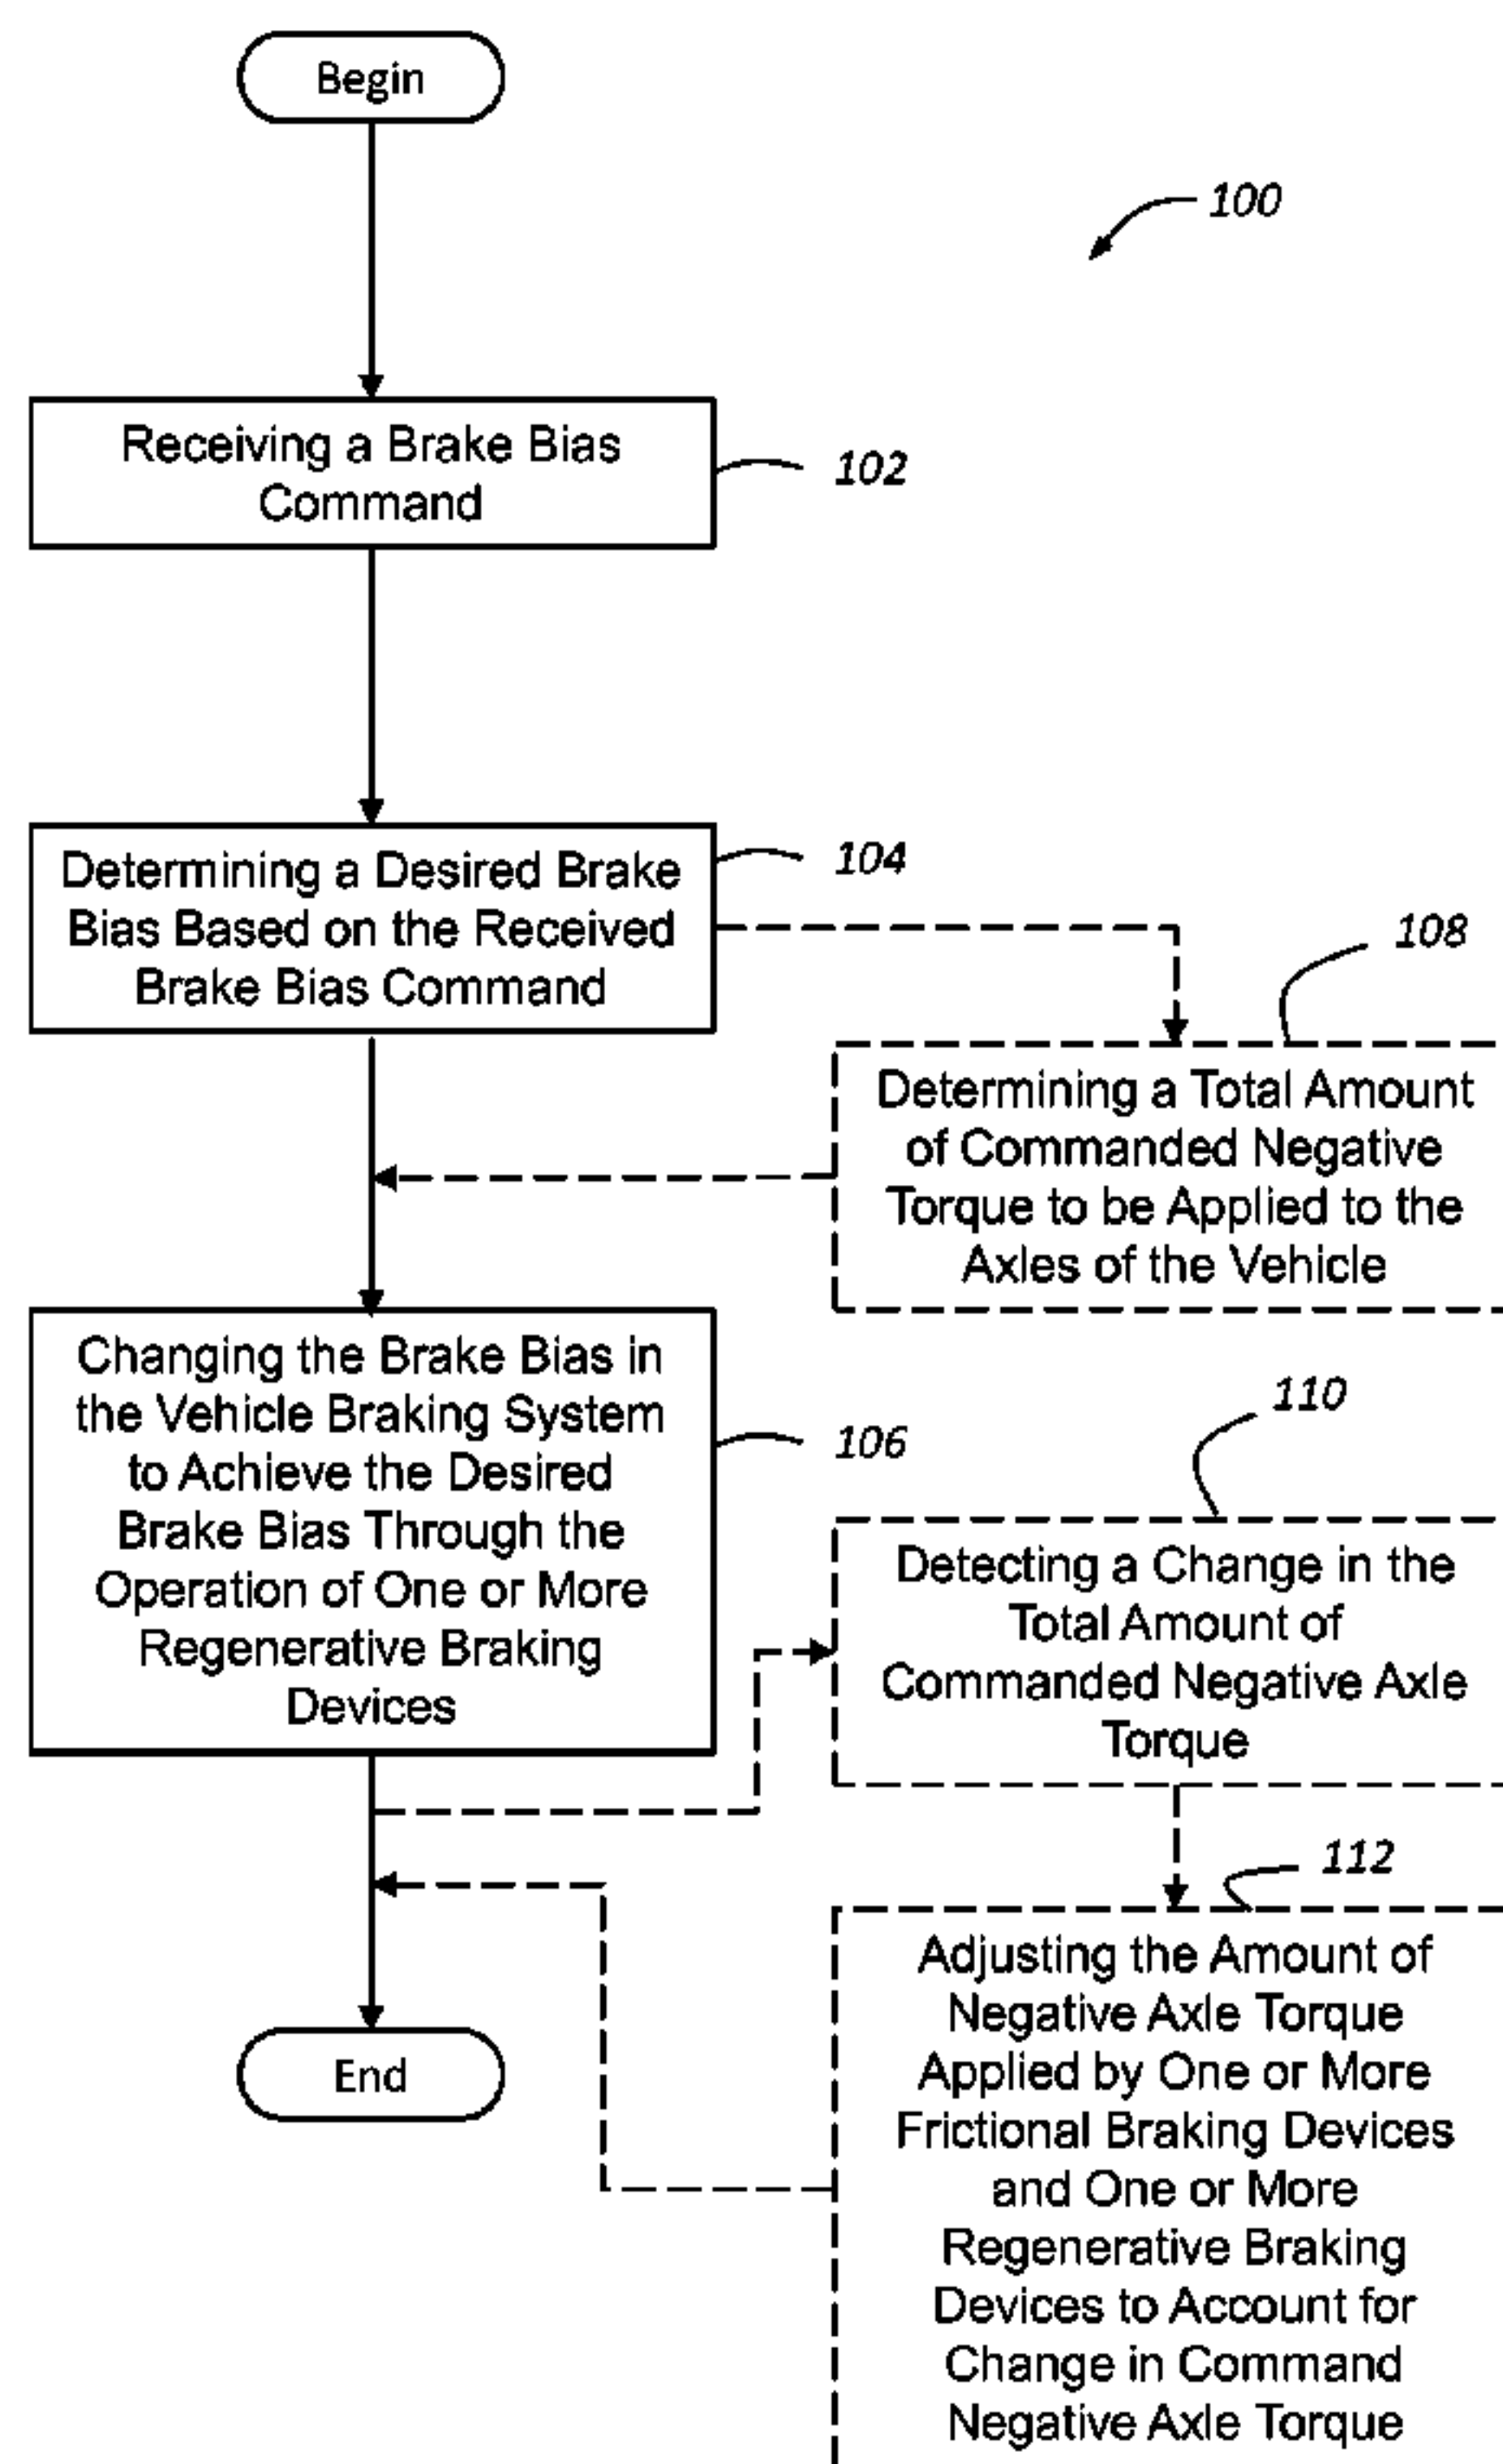 Begin
100
Receiving a Brake Bias
Command
102
Determining a Desired Brake
Bias Based on the Received
Brake Bias Command
104
108
Determining a Total Amount
of Commanded Negative
Torque to be Applied to the
Axles of the Vehicle
Changing the Brake Bias in
the Vehicle Braking System
to Achieve the Desired
Brake Bias Through the
Operation of One or More
Regenerative Braking
Devices
106
110
Detecting a Change in the
Total Amount of
Commanded Negative Axle
Torque
112
Adjusting the Amount of
Negative Axle Torque
Applied by One or More
Frictional Braking Devices
and One or More
Regenerative Braking
Devices to Account for
Change in Command
Negative Axle Torque
End